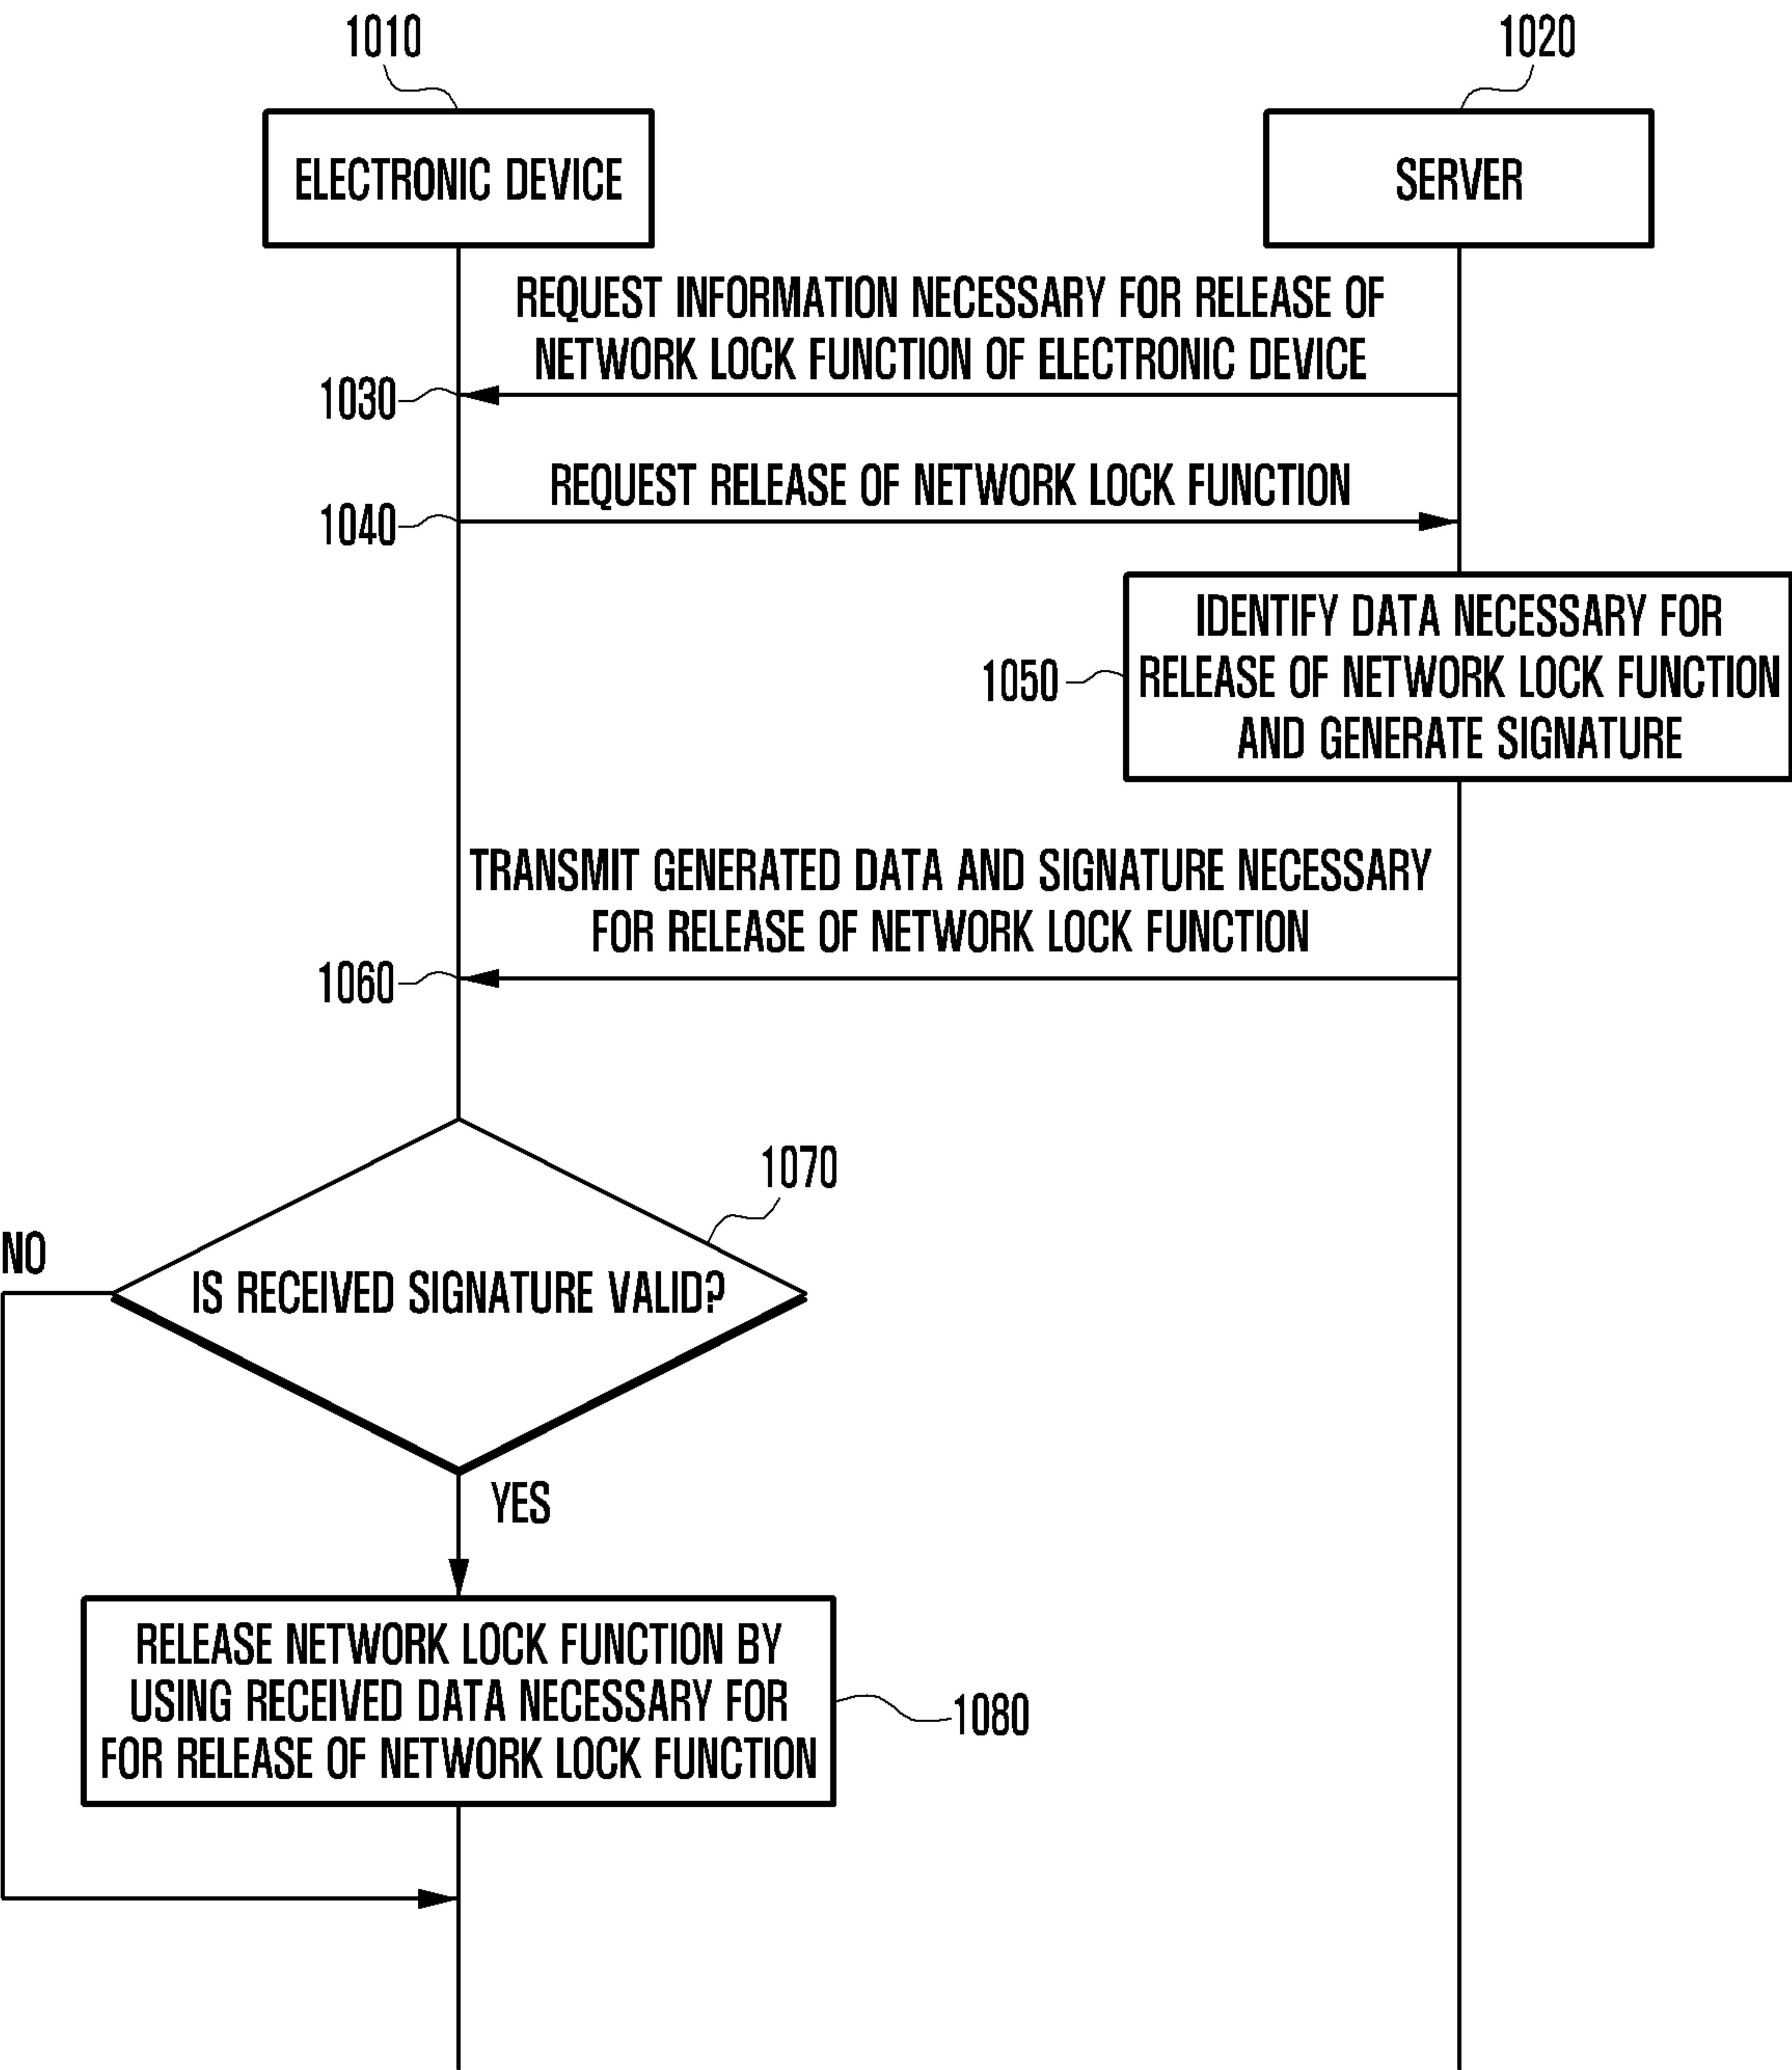 1010
1020
ELECTRONIC DEVICE
SERVER
REQUEST INFORMATION NECESSARY FOR RELEASE OF
NETWORK LOCK FUNCTION OF ELECTRONIC DEVICE
1030
REQUEST RELEASE OF NETWORK LOCK FUNCTION
1040
IDENTIFY DATA NECESSARY FOR
RELEASE OF NETWORK LOCK FUNCTION
AND GENERATE SIGNATURE
1050
TRANSMIT GENERATED DATA AND SIGNATURE NECESSARY
FOR RELEASE OF NETWORK LOCK FUNCTION
1060
1070
NO
IS RECEIVED SIGNATURE VALID?
YES
RELEASE NETWORK LOCK FUNCTION BY
USING RECEIVED DATA NECESSARY FOR
FOR RELEASE OF NETWORK LOCK FUNCTION
1080